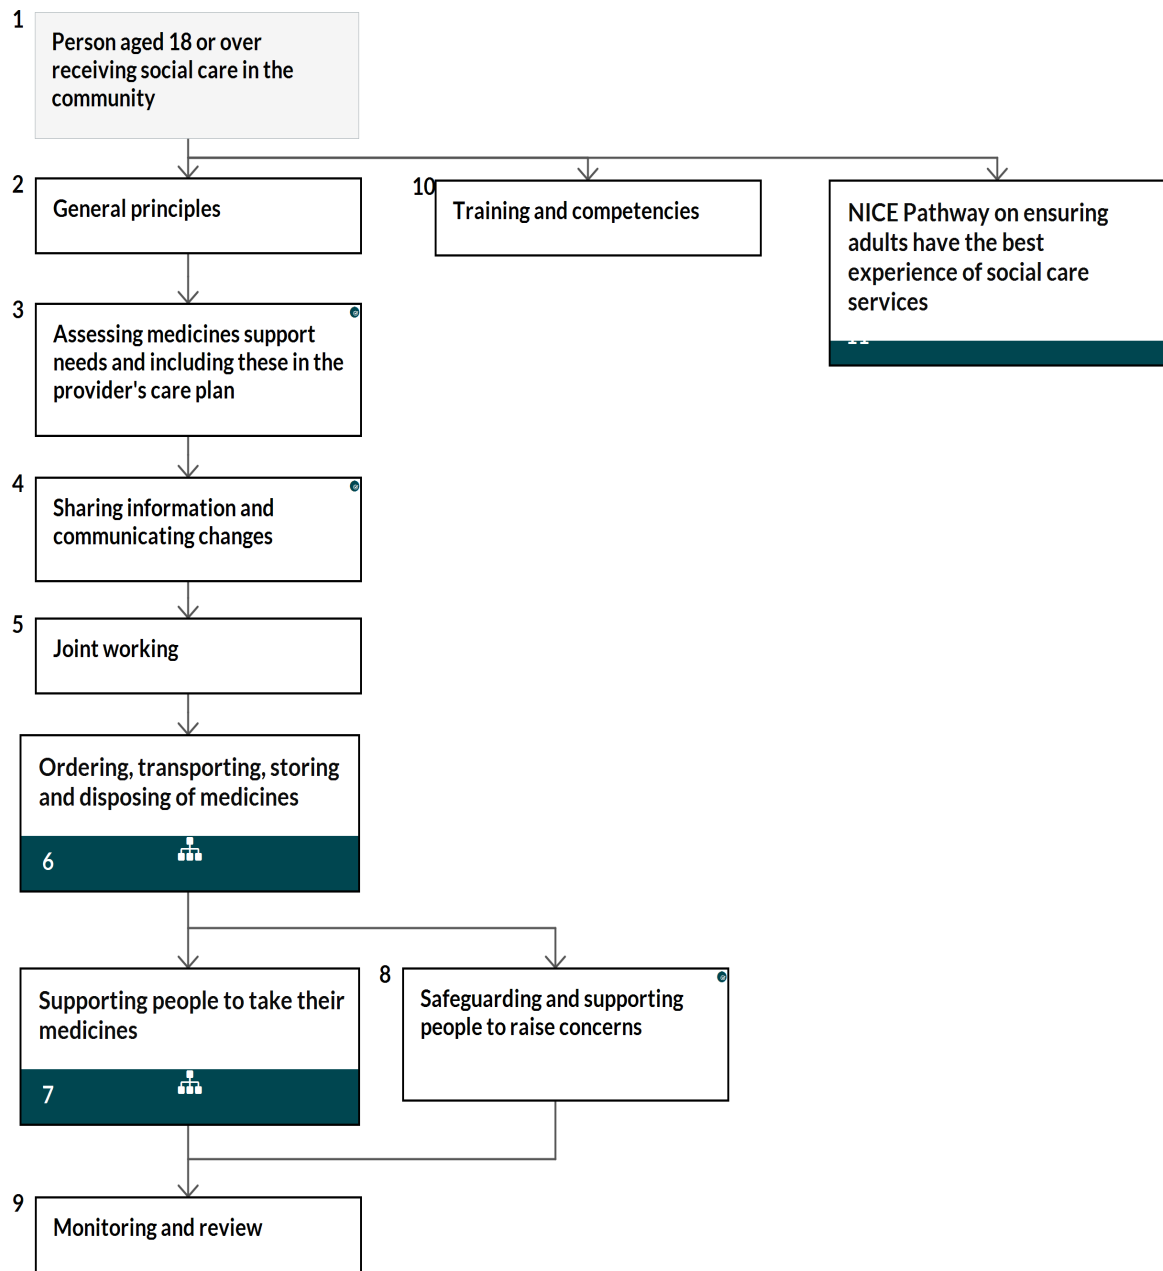 1
Person aged 18 or over
receiving social care in the
community
2
General principles
10
Training and competencies
NICE Pathway on ensuring
adults have the best
experience of social care
services
3
Assessing medicines support
needs and including these in the
provider's care plan
4
Sharing information and
communicating changes
5
Joint working
Ordering, transporting, storing
and disposing of medicines
6
Supporting people to take their
medicines
7
8
Safeguarding and supporting
people to raise concerns
9
Monitoring and review